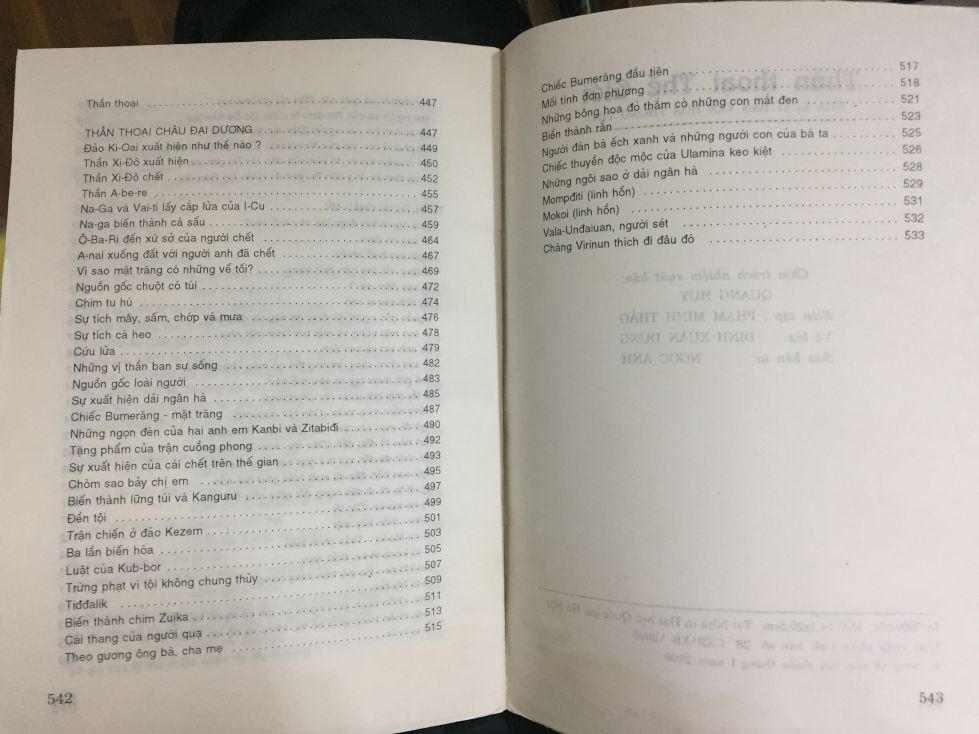 Thần thoại ........ 447
THẦN THOẠI CHÂU ĐẠI DƯƠNG ........ 447
Đảo Ki-Oai xuất hiện như thế nào ? ........ 449
Thần Xi-Đô xuất hiện ........ 450
Thần Xi-Đô chết ........ 452
Thần A-be-re ........ 455
Na-Ga và Vai-ti lấy cắp lửa của I-Cu ........ 457
Na-ga biến thành cá sấu ........ 459
Ô-Ba-Ri đến xứ sở của người chết ........ 464
A-nai xuống đất với người anh đã chết ........ 467
Vì sao mặt trăng có những vế tối? ........ 469
Nguồn gốc chuột có túi ........ 472
Chim tu hú ........ 474
Sự tích mây, sấm, chớp và mưa ........ 476
Sự tích cá heo ........ 478
Cừu lửa ........ 479
Những vị thần ban sự sống ........ 482
Nguồn gốc loài người ........ 483
Sự xuất hiện dải ngân hà ........ 485
Chiếc Bumerăng - mặt trăng ........ 487
Những ngọn đèn của hai anh em Kanbi và Zitabiđi ........ 490
Tặng phẩm của trận cuồng phong ........ 492
Sự xuất hiện của cái chết trên thế gian ........ 493
Chòm sao bảy chị em ........ 495
Biến thành lửng túi và Kanguru ........ 497
Đền tội ........ 499
Trận chiến ở đảo Kezem ........ 501
Ba lần biến hóa ........ 503
Luật của Kub-bor ........ 505
Trừng phạt vì tội không chung thủy ........ 507
Tiđđalik ........ 509
Biến thành chim Zuika ........ 511
Cái thang của người quạ ........ 513
Theo gương ông bà, cha mẹ ........ 515
542
Chiếc Bumerăng đầu tiên ........ 517
Mối tình đơn phương ........ 518
Những bông hoa đỏ thắm có những con mắt đen ........ 521
Biến thành rắn ........ 523
Người đàn bà ếch xanh và những người con của bà ta ........ 525
Chiếc thuyền độc mộc của Ulamina keo kiệt ........ 526
Những ngôi sao ở dải ngân hà ........ 528
Mompđiti (linh hồn) ........ 529
Mokoi (linh hồn) ........ 531
Vala-Unđaiuan, người sét ........ 532
Chàng Virinun thích đi đâu đó ........ 533
543